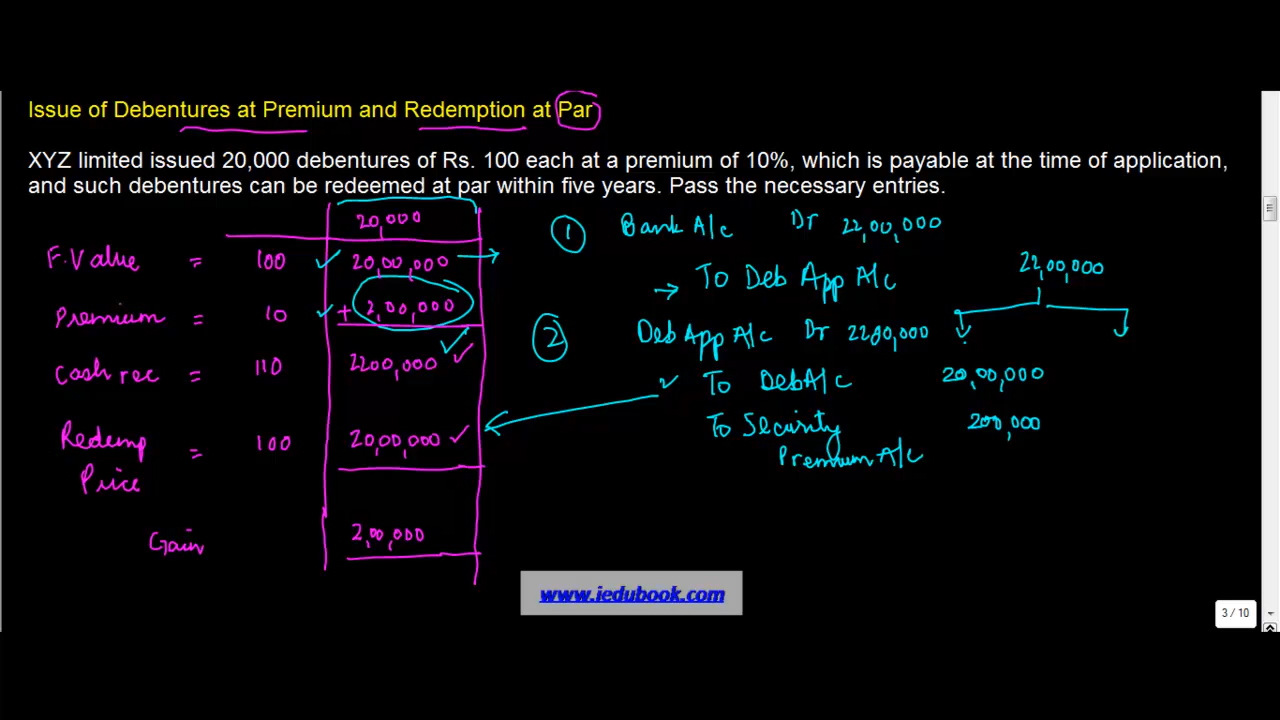 Issue of Debentures at Premium and Redemption at Par
XYZ limited issued 20,000 debentures of Rs. 100 each at a premium of 10%, which is payable at the time of application,
and such debentures can be redeemed at par within five years. Pass the necessary entries.
20,000
F.Value = 100 20,00,000
Premium = 10 + 2,00,000
Cash rec = 110 2200,000
Redemp Price = 100 20,00,000
Gain 2,00,000
1 Bank A/c Dr 22,00,000
To Deb App A/c
22,00,000
2 Deb App A/c Dr 2200,000
To Deb A/c 20,00,000
To Security 200,000
Premium A/c
www.iedubook.com
3 / 10